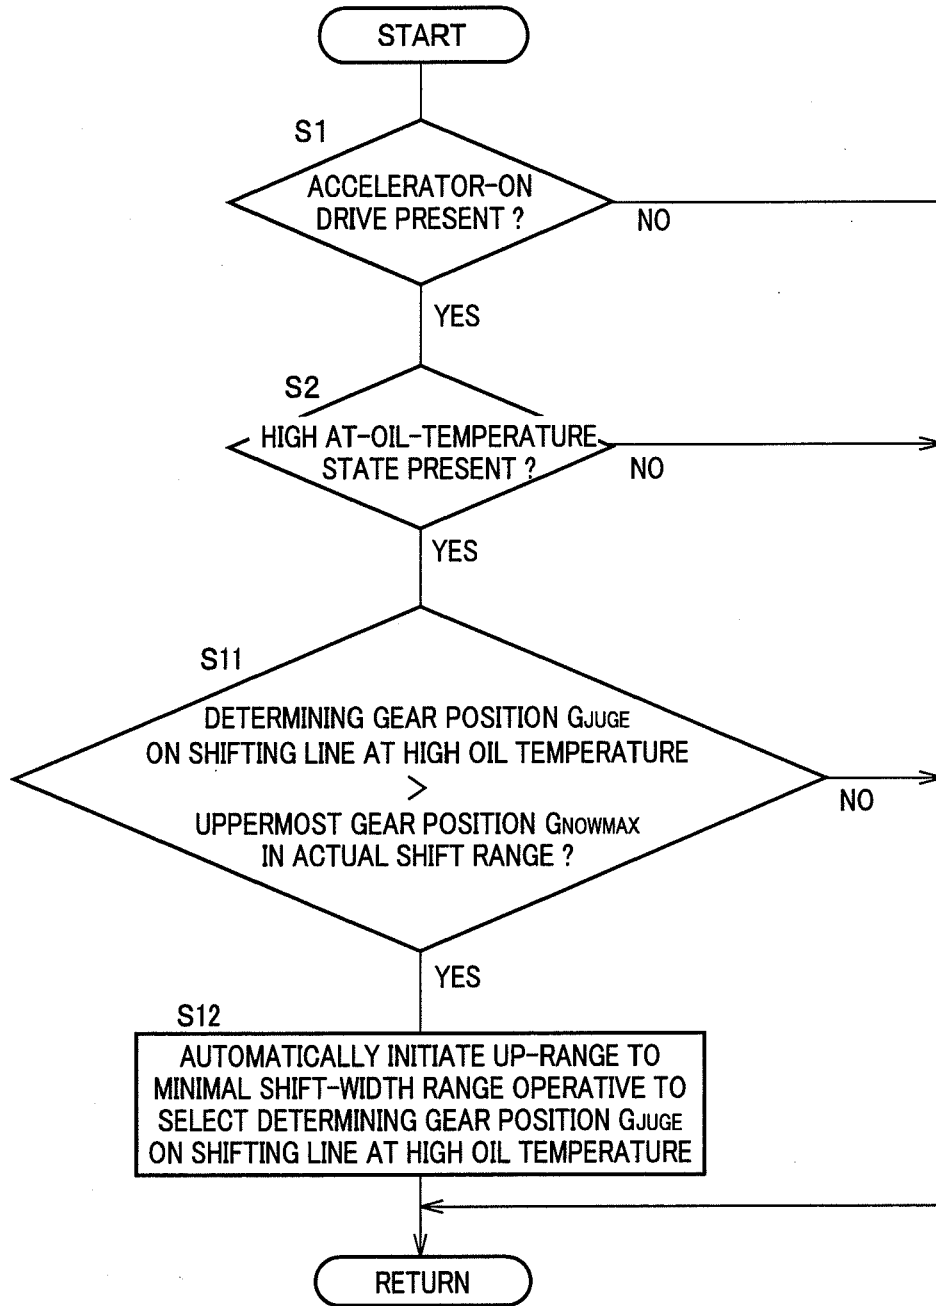 START
S1
ACCELERATOR-ON
DRIVE PRESENT ?
NO
YES
S2
HIGH AT-OIL-TEMPERATURE
STATE PRESENT ?
NO
YES
S11
DETERMINING GEAR POSITION GJUGE
ON SHIFTING LINE AT HIGH OIL TEMPERATURE
>
UPPERMOST GEAR POSITION GNOWMAX
IN ACTUAL SHIFT RANGE ?
NO
YES
S12
AUTOMATICALLY INITIATE UP-RANGE TO
MINIMAL SHIFT-WIDTH RANGE OPERATIVE TO
SELECT DETERMINING GEAR POSITION GJUGE
ON SHIFTING LINE AT HIGH OIL TEMPERATURE
RETURN